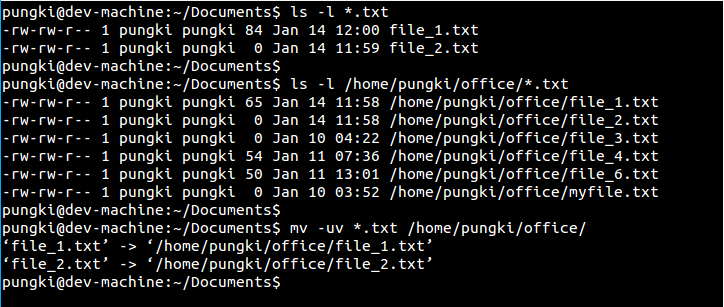 pungki@dev-machine:~/Documents$ ls -l *.txt
-rw-rw-r-- 1 pungki pungki 84 Jan 14 12:00 file_1.txt
-rw-rw-r-- 1 pungki pungki  0 Jan 14 11:59 file_2.txt
pungki@dev-machine:~/Documents$
pungki@dev-machine:~/Documents$ ls -l /home/pungki/office/*.txt
-rw-rw-r-- 1 pungki pungki 65 Jan 14 11:58 /home/pungki/office/file_1.txt
-rw-rw-r-- 1 pungki pungki  0 Jan 14 11:58 /home/pungki/office/file_2.txt
-rw-rw-r-- 1 pungki pungki  0 Jan 10 04:22 /home/pungki/office/file_3.txt
-rw-rw-r-- 1 pungki pungki 54 Jan 11 07:36 /home/pungki/office/file_4.txt
-rw-rw-r-- 1 pungki pungki 50 Jan 11 13:01 /home/pungki/office/file_6.txt
-rw-rw-r-- 1 pungki pungki  0 Jan 10 03:52 /home/pungki/office/myfile.txt
pungki@dev-machine:~/Documents$
pungki@dev-machine:~/Documents$ mv -uv *.txt /home/pungki/office/
‘file_1.txt’ -> ‘/home/pungki/office/file_1.txt’
‘file_2.txt’ -> ‘/home/pungki/office/file_2.txt’
pungki@dev-machine:~/Documents$